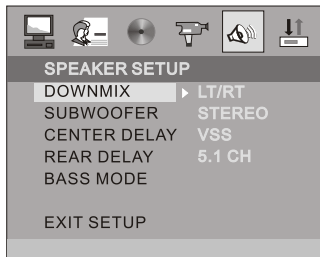 SPEAKER SETUP
DOWNMIX LT/RT
SUBWOOFER STEREO
CENTER DELAY VSS
REAR DELAY 5.1 CH
BASS MODE
EXIT SETUP